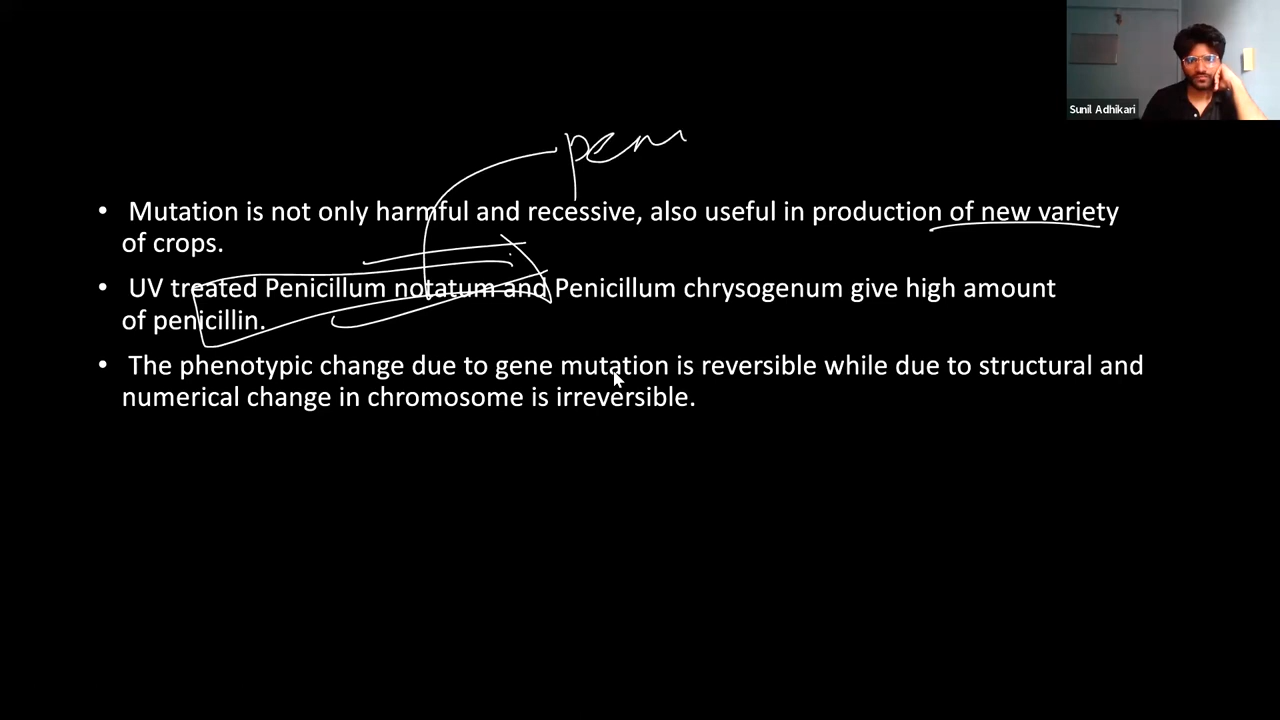 Sunil Adhikari
• Mutation is not only harmful and recessive, also useful in production of new variety
of crops.
• UV treated Penicillum notatum and Penicillum chrysogenum give high amount
of penicillin.
• The phenotypic change due to gene mutation is reversible while due to structural and
numerical change in chromosome is irreversible.